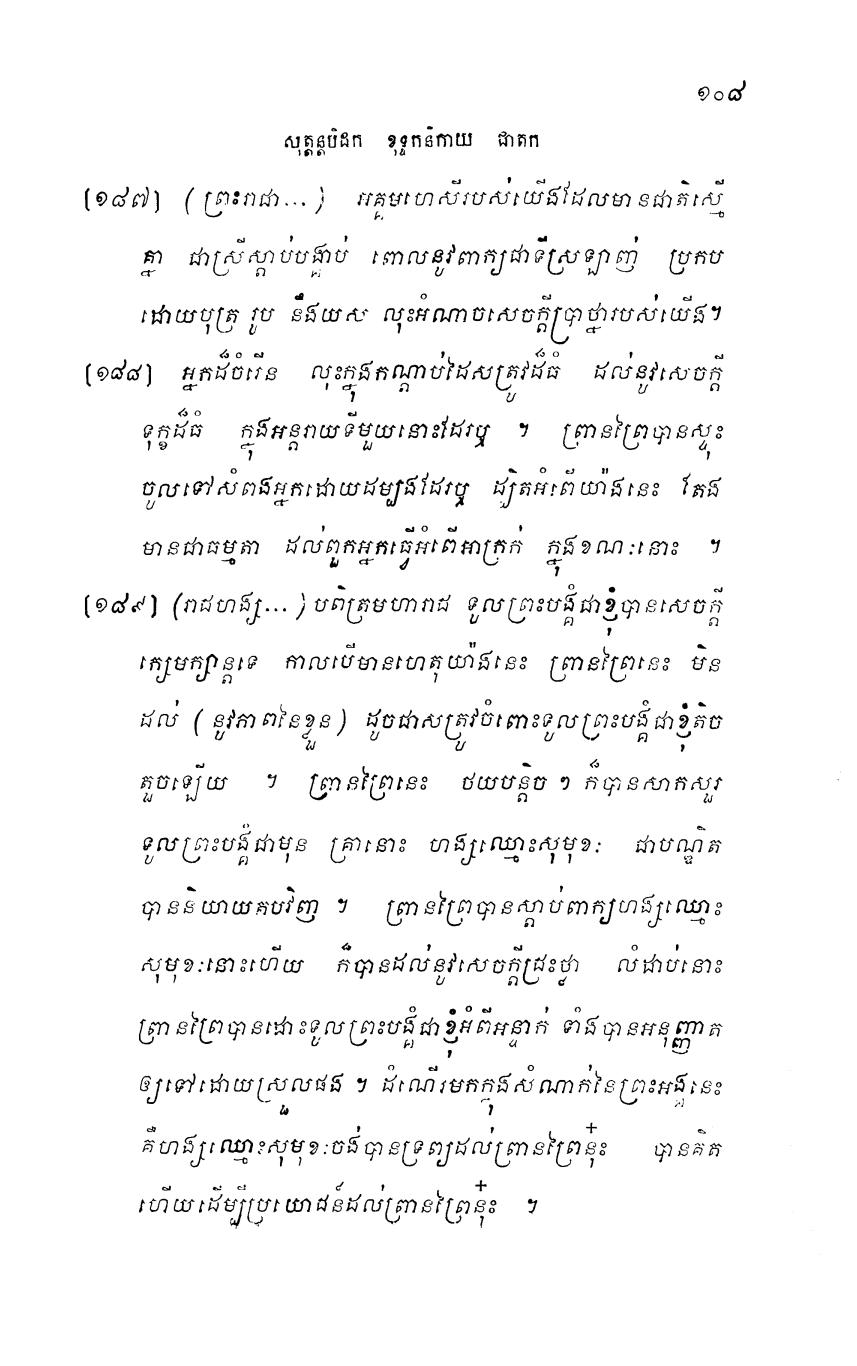 ១០៨
សុត្តន្តបិដក ខុទ្ទកនិកាយ ជាតក
[១៨៧] (ព្រះរាជា...) អគ្គមហេសីរបស់យើងដែលមានជាតិស្មើ
គ្នា ជាស្រីស្តាប់បង្គាប់ ពោលនូវពាក្យជាទីស្រឡាញ់ ប្រកប
ដោយបុត្រ រូប នឹងយស លុះអំណាចសេចក្តីប្រាថ្នារបស់យើង។
[១៨៨] អ្នកដ៏ចំរើន លុះក្នុងកណ្តាប់ដៃសត្រូវដ៏ធំ ដល់នូវសេចក្តី
ទុក្ខដ៏ធំ ក្នុងអន្តរាយទីមួយនោះដែរឬ ។ ព្រានព្រៃបានស្ទុះ
ចូលទៅសំពងអ្នកដោយដម្បងដែរឬ ដ្បិតអំពើយ៉ាងនេះ តែង
មានជាធម្មតា ដល់ពួកអ្នកធ្វើអំពើអាក្រក់ ក្នុងខណៈនោះ ។
[១៨៩] (រាជហង្ស...) បពិត្រមហារាជ ទូលព្រះបង្គំជាខ្ញុំបានសេចក្តី
ក្សេមក្សាន្តទេ កាលបើមានហេតុយ៉ាងនេះ ព្រានព្រៃនេះ មិន
ដល់ (នូវភាពនៃខ្លួន) ដូចជាសត្រូវចំពោះទូលព្រះបង្គំជាខ្ញុំតិច
តួចឡើយ ។ ព្រានព្រៃនេះ ថយបន្តិច ៗ ក៏បានសាកសួរ
ទូលព្រះបង្គំជាមុន គ្រានោះ ហង្សឈ្មោះសុមុខៈ ជាបណ្ឌិត
បាននិយាយតបវិញ ។ ព្រានព្រៃបានស្តាប់ពាក្យហង្សឈ្មោះ
សុមុខៈនោះហើយ ក៏បានដល់នូវសេចក្តីជ្រះថ្លា លំដាប់នោះ
ព្រានព្រៃបានដោះទូលព្រះបង្គំជាខ្ញុំអំពីអន្ទាក់ ទាំងបានអនុញ្ញាត
ឲ្យទៅដោយស្រួលផង ។ ដំណើរមកក្នុងសំណាក់នៃព្រះអង្គនេះ
គឺហង្សឈ្មោះសុមុខៈចង់បានទ្រព្យដល់ព្រានព្រៃនុ៎ះ បានគិត
ហើយដើម្បីប្រយោជន៍ដល់ព្រានព្រៃនុ៎ះ ។